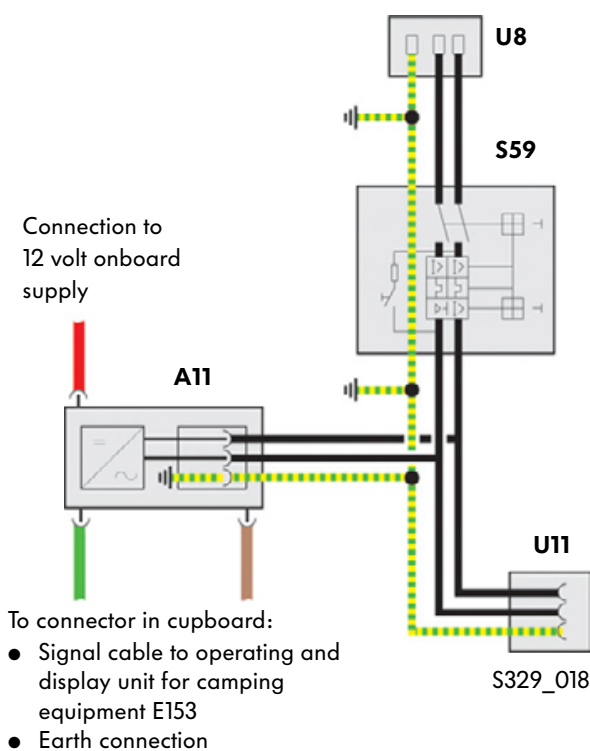 U8
S59
Connection to
12 volt onboard
supply
A11
U11
To connector in cupboard:
● Signal cable to operating and
display unit for camping
equipment E153
● Earth connection
S329_018